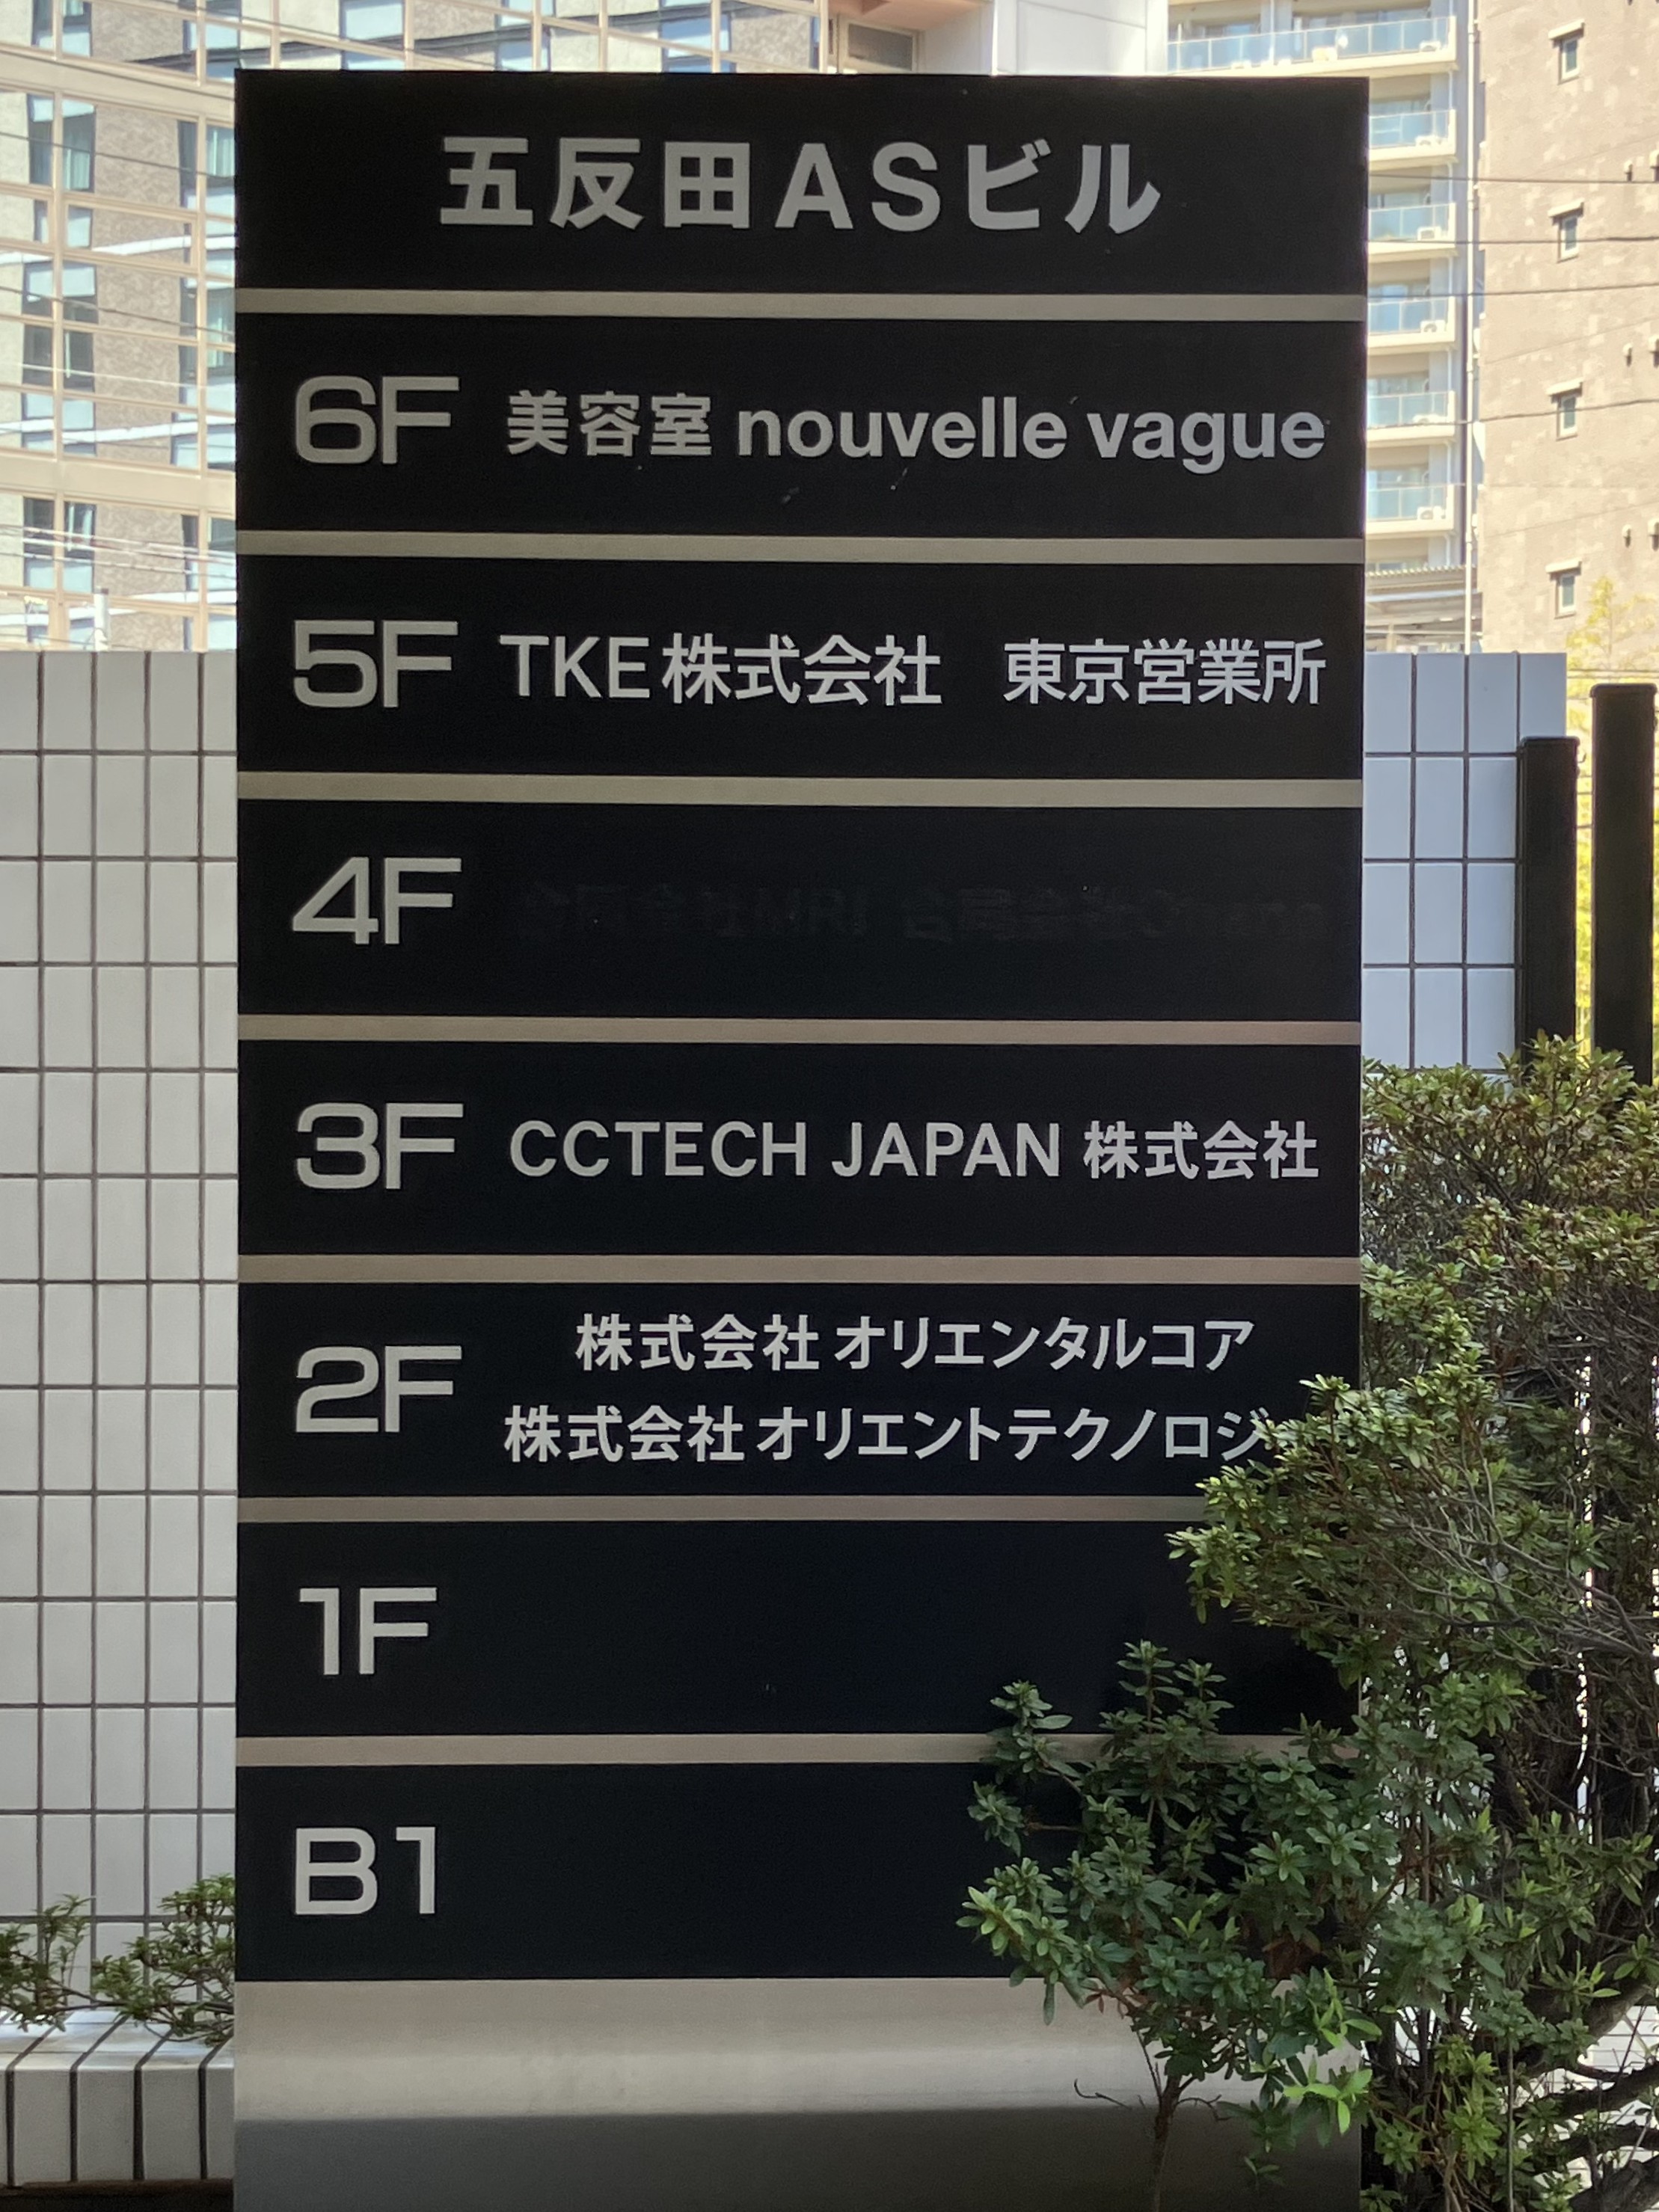 五反田ASビル
6F 美容室 nouvelle vague
5F TKE株式会社 東京営業所
4F
3F CCTECH JAPAN 株式会社
2F 株式会社 オリエンタルコア
株式会社 オリエントテクノロジ
1F
B1